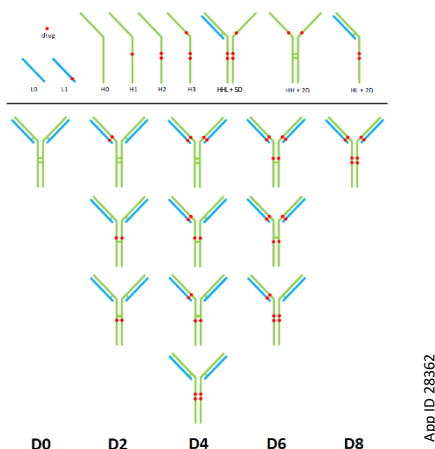 drug
L0 L1 H0 H1 H2 H3 HHL + 5D HH + 2D HL + 2D
D0 D2 D4 D6 D8
App ID 28362